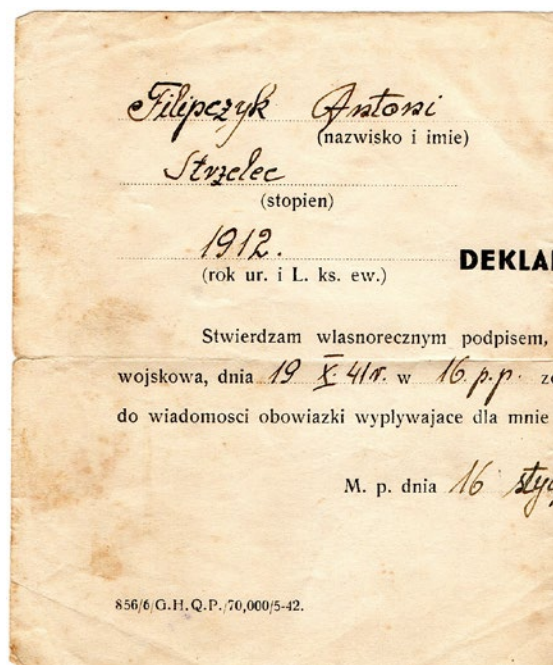 Filipczyk Antoni
(nazwisko i imie)
Strzelec
(stopien)
1912.
(rok ur. i L. ks. ew.)
DEKLA
Stwierdzam wlasnorecznym podpisem,
wojskowa, dnia 19 X 41r. w 16.p.p. z
do wiadomosci obowiazki wyplywajace dla mnie
M. p. dnia 16 sty
856/6/G.H.Q.P./70,000/5-42.